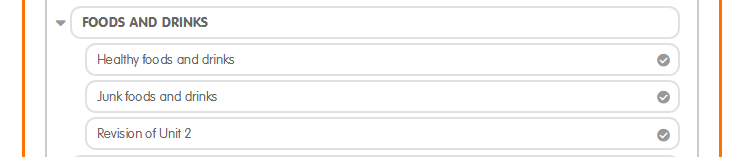 FOODS AND DRINKS
Healthy foods and drinks
Junk foods and drinks
Revision of Unit 2